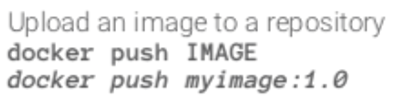 Upload an image to a repository
docker push IMAGE
docker push myimage:1.0